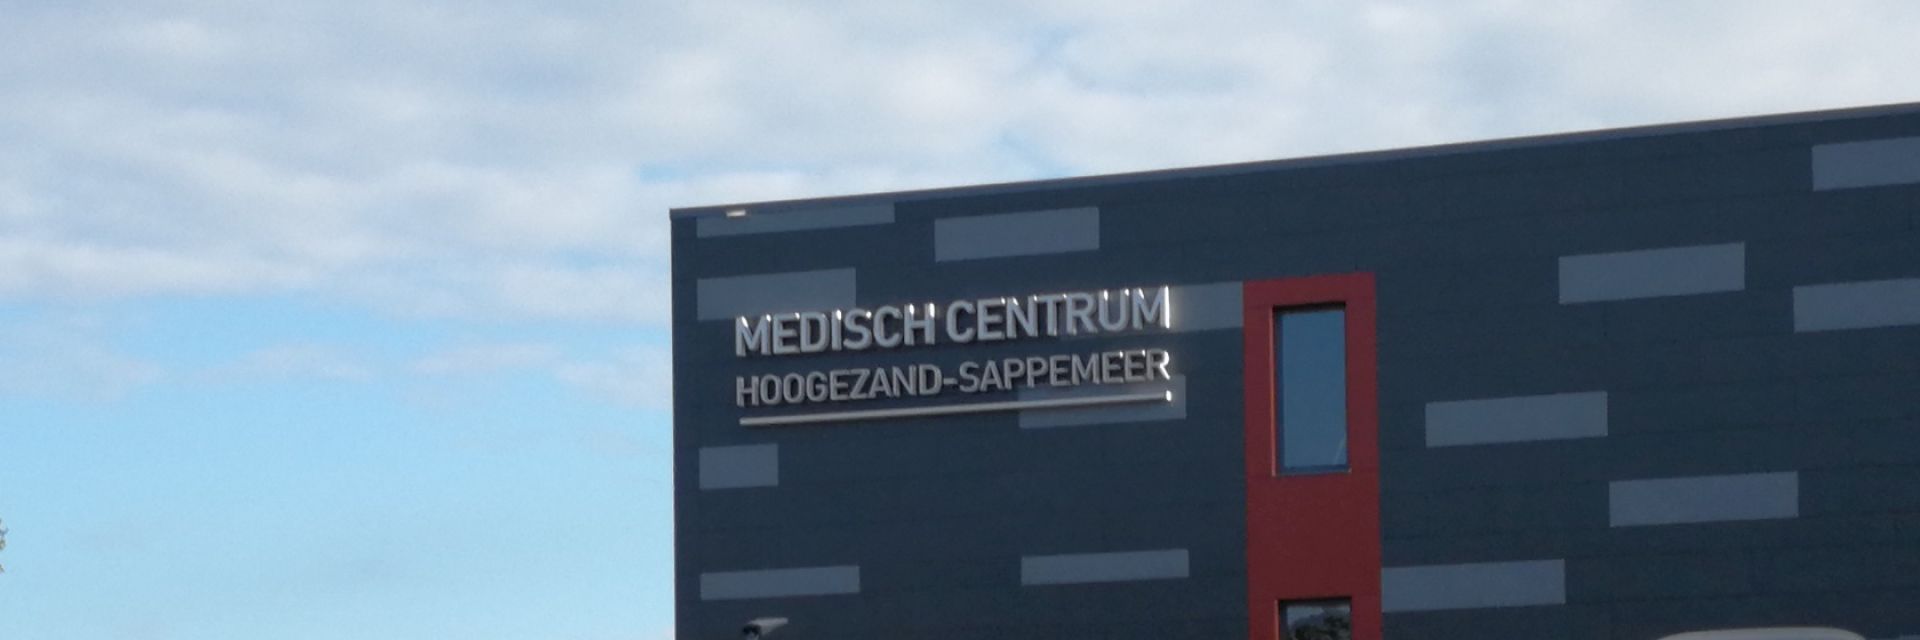 MEDISCH CENTRUM
HOOGEZAND-SAPPEMEER